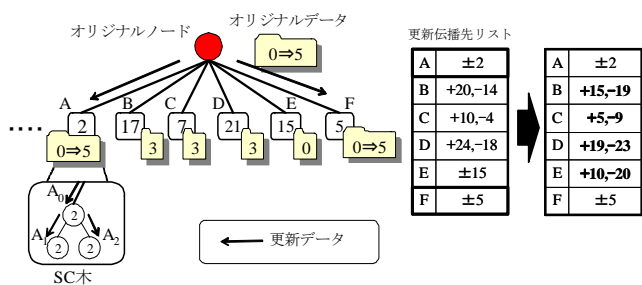 オリジナルノード
オリジナルデータ
0⇒5
A B C D E F
2 17 7 21 15 5
0⇒5 3 3 3 0 0⇒5
....
A0
2
A1 2 2 A2
SC木
更新データ
更新伝播先リスト
A ±2
B +20,−14
C +10,−4
D +24,−18
E ±15
F ±5
A ±2
B +15,−19
C +5,−9
D +19,−23
E +10,−20
F ±5